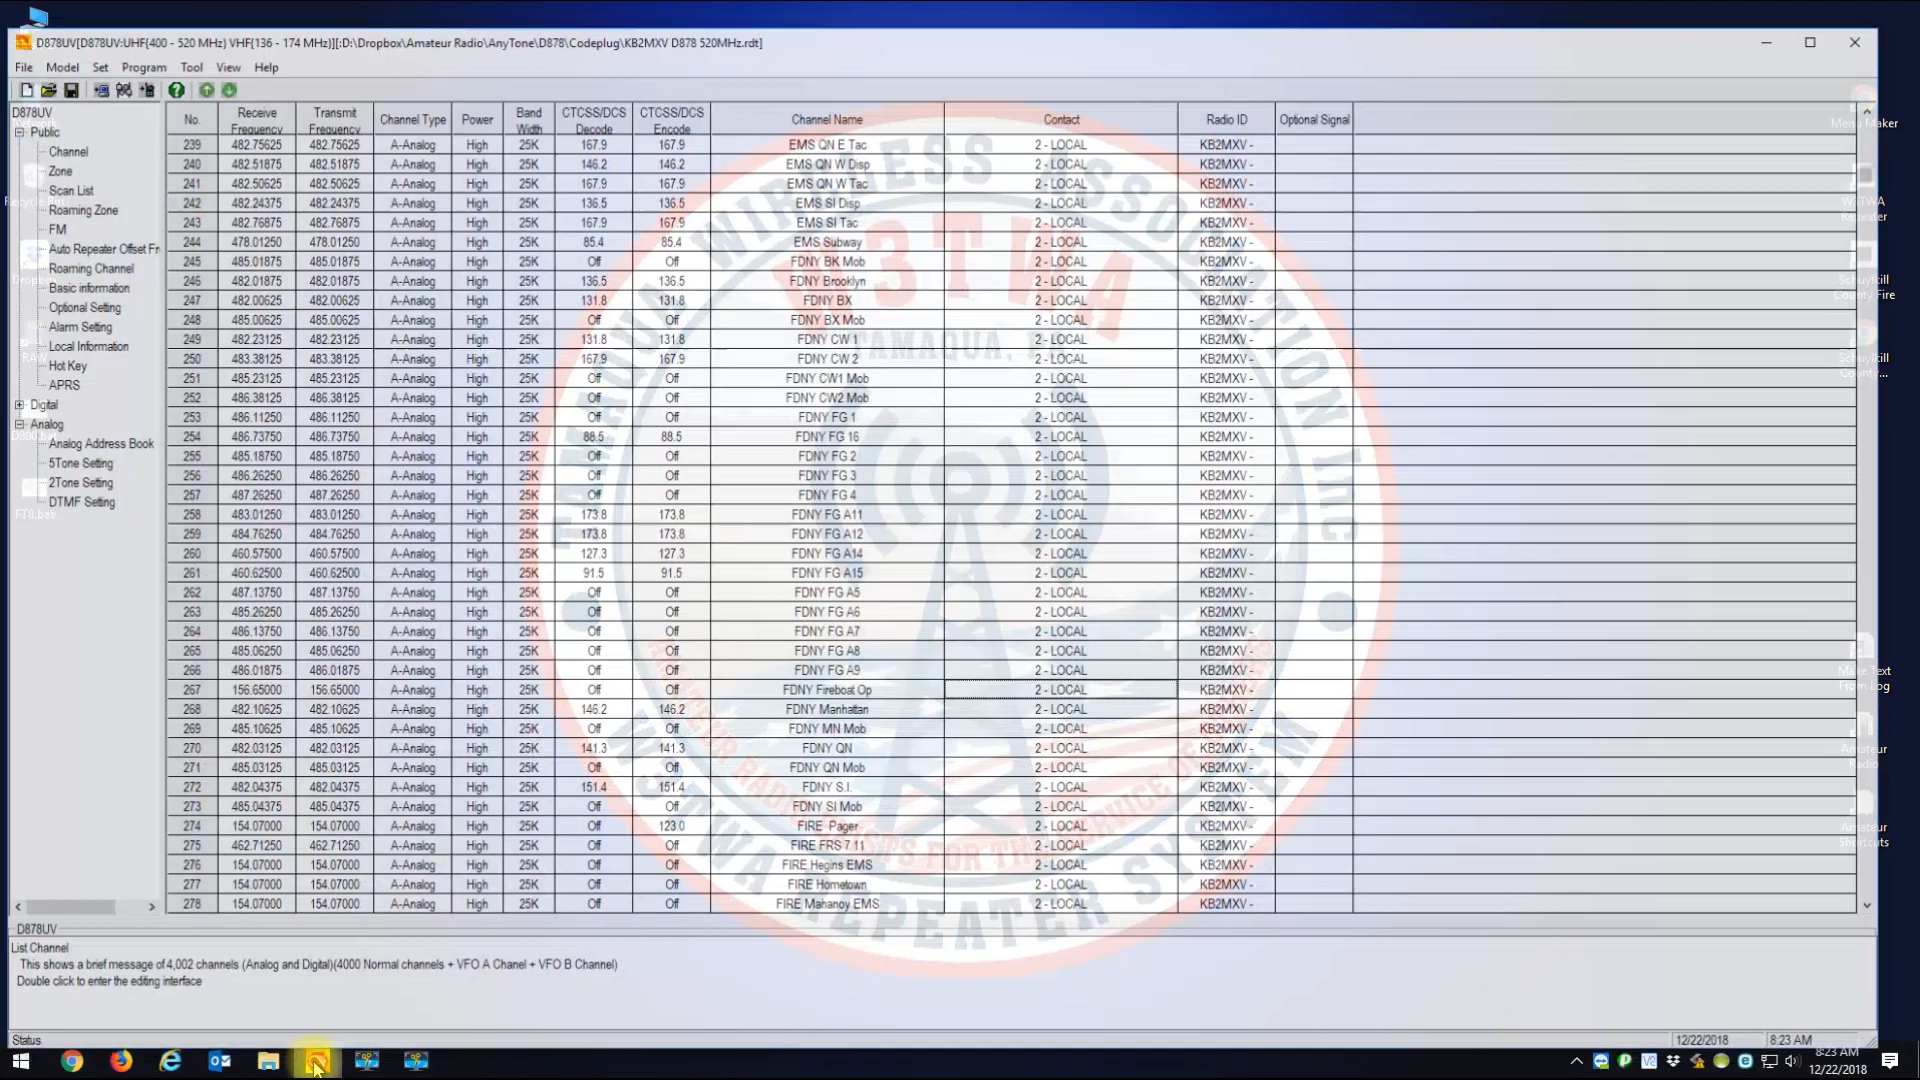 D878UV[D878UV:UHF{400 - 520 MHz} VHF{136 - 174 MHz}][:D:\Dropbox\Amateur Radio\AnyTone\D878\Codeplug\KB2MXV D878 520MHz.rdt]
File Model Set Program Tool View Help
D878UV
Public
Channel
Zone
Scan List
Roaming Zone
FM
Auto Repeater Offset Fr
Roaming Channel
Basic information
Optional Setting
Alarm Setting
Local Information
Hot Key
APRS
Digital
Analog
Analog Address Book
5Tone Setting
2Tone Setting
DTMF Setting
No. Receive Frequency Transmit Frequency Channel Type Power Band Width CTCSS/DCS Decode CTCSS/DCS Encode Channel Name Contact Radio ID Optional Signal
239 482.75625 482.75625 A-Analog High 25K 167.9 167.9 EMS QN E Tac 2 - LOCAL KB2MXV -
240 482.51875 482.51875 A-Analog High 25K 146.2 146.2 EMS QN W Disp 2 - LOCAL KB2MXV -
241 482.50625 482.50625 A-Analog High 25K 167.9 167.9 EMS QN W Tac 2 - LOCAL KB2MXV -
242 482.24375 482.24375 A-Analog High 25K 136.5 136.5 EMS SI Disp 2 - LOCAL KB2MXV -
243 482.76875 482.76875 A-Analog High 25K 167.9 167.9 EMS SI Tac 2 - LOCAL KB2MXV -
244 478.01250 478.01250 A-Analog High 25K 85.4 85.4 EMS Subway 2 - LOCAL KB2MXV -
245 485.01875 485.01875 A-Analog High 25K Off Off FDNY BK Mob 2 - LOCAL KB2MXV -
246 482.01875 482.01875 A-Analog High 25K 136.5 136.5 FDNY Brooklyn 2 - LOCAL KB2MXV -
247 482.00625 482.00625 A-Analog High 25K 131.8 131.8 FDNY BX 2 - LOCAL KB2MXV -
248 485.00625 485.00625 A-Analog High 25K Off Off FDNY BX Mob 2 - LOCAL KB2MXV -
249 482.23125 482.23125 A-Analog High 25K 131.8 131.8 FDNY CW 1 2 - LOCAL KB2MXV -
250 483.38125 483.38125 A-Analog High 25K 167.9 167.9 FDNY CW 2 2 - LOCAL KB2MXV -
251 485.23125 485.23125 A-Analog High 25K Off Off FDNY CW1 Mob 2 - LOCAL KB2MXV -
252 486.38125 486.38125 A-Analog High 25K Off Off FDNY CW2 Mob 2 - LOCAL KB2MXV -
253 486.11250 486.11250 A-Analog High 25K Off Off FDNY FG 1 2 - LOCAL KB2MXV -
254 486.73750 486.73750 A-Analog High 25K 88.5 88.5 FDNY FG 16 2 - LOCAL KB2MXV -
255 485.18750 485.18750 A-Analog High 25K Off Off FDNY FG 2 2 - LOCAL KB2MXV -
256 486.26250 486.26250 A-Analog High 25K Off Off FDNY FG 3 2 - LOCAL KB2MXV -
257 487.26250 487.26250 A-Analog High 25K Off Off FDNY FG 4 2 - LOCAL KB2MXV -
258 483.01250 483.01250 A-Analog High 25K 173.8 173.8 FDNY FG A11 2 - LOCAL KB2MXV -
259 484.76250 484.76250 A-Analog High 25K 173.8 173.8 FDNY FG A12 2 - LOCAL KB2MXV -
260 460.57500 460.57500 A-Analog High 25K 127.3 127.3 FDNY FG A14 2 - LOCAL KB2MXV -
261 460.62500 460.62500 A-Analog High 25K 91.5 91.5 FDNY FG A15 2 - LOCAL KB2MXV -
262 487.13750 487.13750 A-Analog High 25K Off Off FDNY FG A5 2 - LOCAL KB2MXV -
263 485.26250 485.26250 A-Analog High 25K Off Off FDNY FG A6 2 - LOCAL KB2MXV -
264 486.13750 486.13750 A-Analog High 25K Off Off FDNY FG A7 2 - LOCAL KB2MXV -
265 485.06250 485.06250 A-Analog High 25K Off Off FDNY FG A8 2 - LOCAL KB2MXV -
266 486.01875 486.01875 A-Analog High 25K Off Off FDNY FG A9 2 - LOCAL KB2MXV -
267 156.65000 156.65000 A-Analog High 25K Off Off FDNY Fireboat Op 2 - LOCAL KB2MXV -
268 482.10625 482.10625 A-Analog High 25K 146.2 146.2 FDNY Manhattan 2 - LOCAL KB2MXV -
269 485.10625 485.10625 A-Analog High 25K Off Off FDNY MN Mob 2 - LOCAL KB2MXV -
270 482.03125 482.03125 A-Analog High 25K 141.3 141.3 FDNY QN 2 - LOCAL KB2MXV -
271 485.03125 485.03125 A-Analog High 25K Off Off FDNY QN Mob 2 - LOCAL KB2MXV -
272 482.04375 482.04375 A-Analog High 25K 151.4 151.4 FDNY S.I. 2 - LOCAL KB2MXV -
273 485.04375 485.04375 A-Analog High 25K Off Off FDNY SI Mob 2 - LOCAL KB2MXV -
274 154.07000 154.07000 A-Analog High 25K Off 123.0 FIRE Pager 2 - LOCAL KB2MXV -
275 462.71250 462.71250 A-Analog High 25K Off Off FIRE FRS 7 11 2 - LOCAL KB2MXV -
276 154.07000 154.07000 A-Analog High 25K Off Off FIRE Hegins EMS 2 - LOCAL KB2MXV -
277 154.07000 154.07000 A-Analog High 25K Off Off FIRE Hometown 2 - LOCAL KB2MXV -
278 154.07000 154.07000 A-Analog High 25K Off Off FIRE Mahanoy EMS 2 - LOCAL KB2MXV -
TAMAQUA WIRELESS ASSOCIATION INC
W3TWA
TAMAQUA,
AMATEUR RADIO
W3TWA REPEATER SYSTEM
Menu Maker
W3TWA
Repeater
Schuylkill
County Fire
Schuylkill
County...
Make Text
From Log
Amateur
Radio
Amateur
Shortcuts
D878UV
List Channel
This shows a brief message of 4,002 channels (Analog and Digital)(4000 Normal channels + VFO A Chanel + VFO B Channel)
Double click to enter the editing interface
Status
12/22/2018 8:23 AM
8:23 AM
12/22/2018